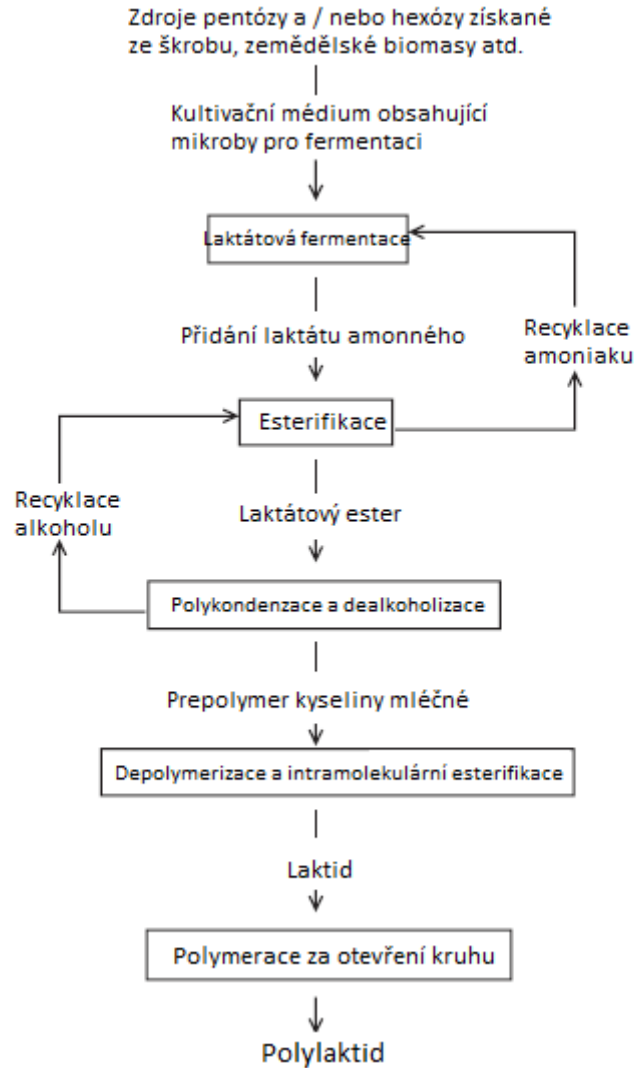 Zdroje pentózy a / nebo hexózy získané
ze škrobu, zemědělské biomasy atd.
Kultivační médium obsahující
mikroby pro fermentaci
Laktátová fermentace
Přidání laktátu amonného
Recyklace
amoniaku
Esterifikace
Recyklace
alkoholu
Laktátový ester
Polykondenzace a dealkoholizace
Prepolymer kyseliny mléčné
Depolymerizace a intramolekulární esterifikace
Laktid
Polymerace za otevření kruhu
Polylaktid